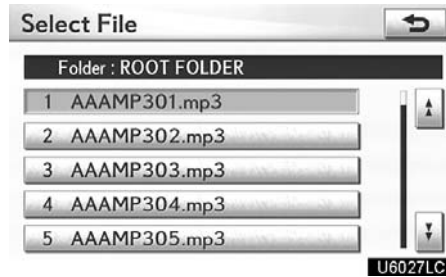 Select File
Folder : ROOT FOLDER
1 AAAMP301.mp3
2 AAAMP302.mp3
3 AAAMP303.mp3
4 AAAMP304.mp3
5 AAAMP305.mp3
U6027LC